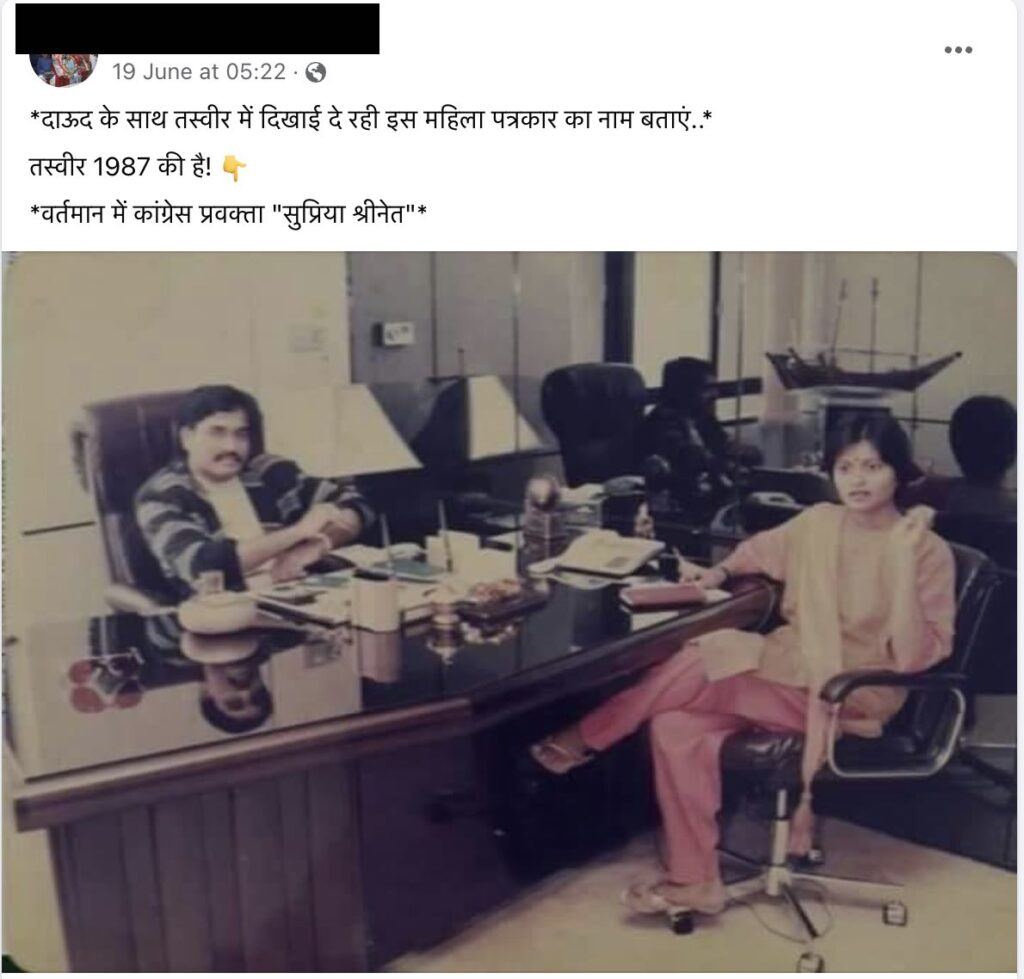 19 June at 05:22 ·
*दाऊद के साथ तस्वीर में दिखाई दे रही इस महिला पत्रकार का नाम बताएं..*
तस्वीर 1987 की है! 👇
*वर्तमान में कांग्रेस प्रवक्ता "सुप्रिया श्रीनेत"*